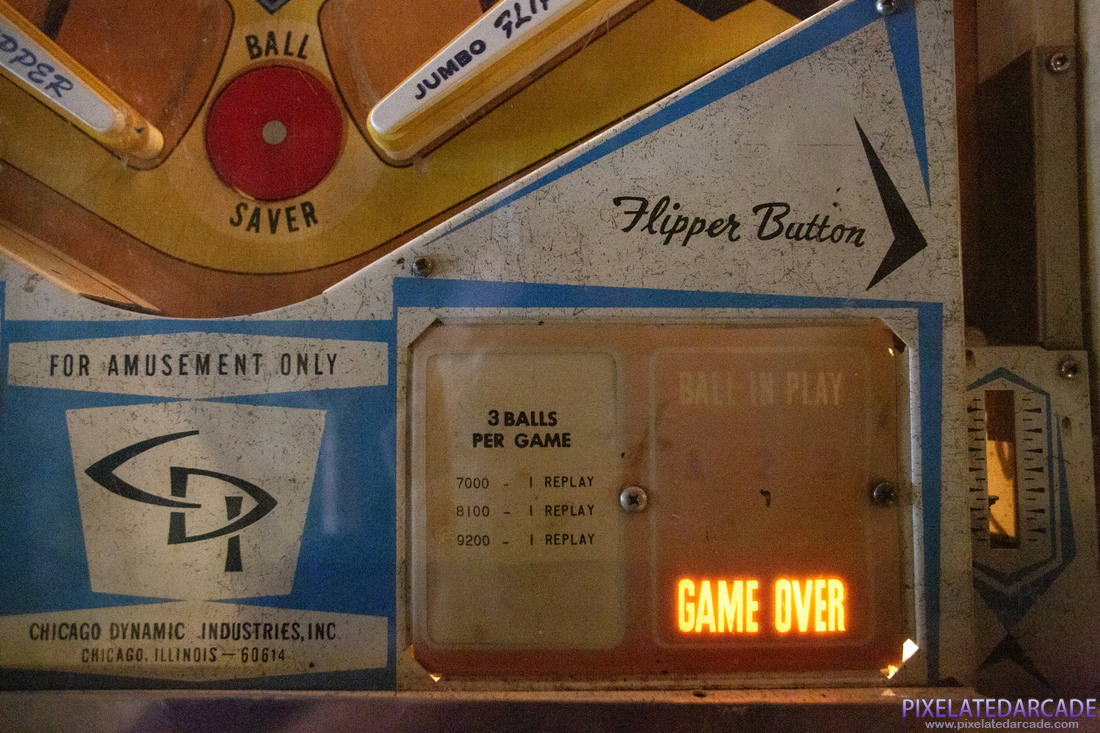 BALL
JUMBO FLIP
PPER
SAVER
Flipper Button
FOR AMUSEMENT ONLY
CDI
CHICAGO DYNAMIC INDUSTRIES, INC
CHICAGO, ILLINOIS — 60614
3 BALLS
PER GAME
7000 - 1 REPLAY
8100 - 1 REPLAY
9200 - 1 REPLAY
BALL IN PLAY
GAME OVER
PIXELATEDARCADE
www.pixelatedarcade.com